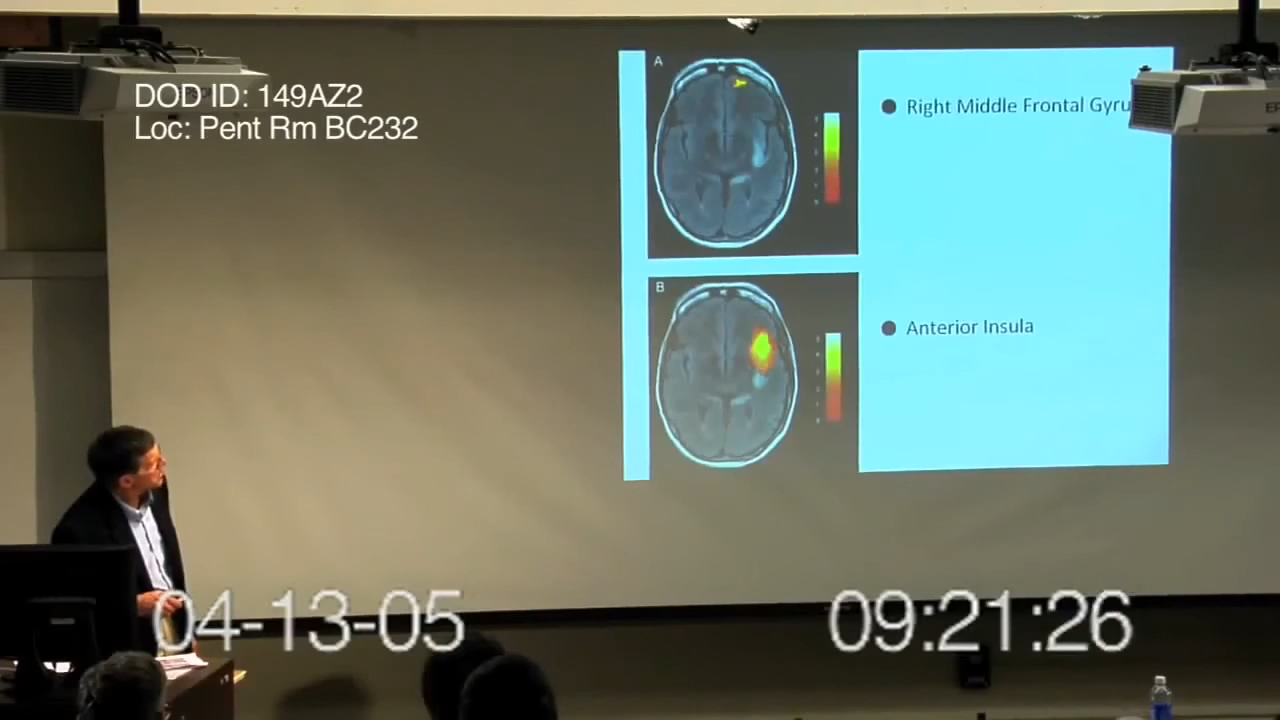 DOD ID: 149AZ2
Loc: Pent Rm BC232
A
Right Middle Frontal Gyru
B
Anterior Insula
04-13-05
09:21:26